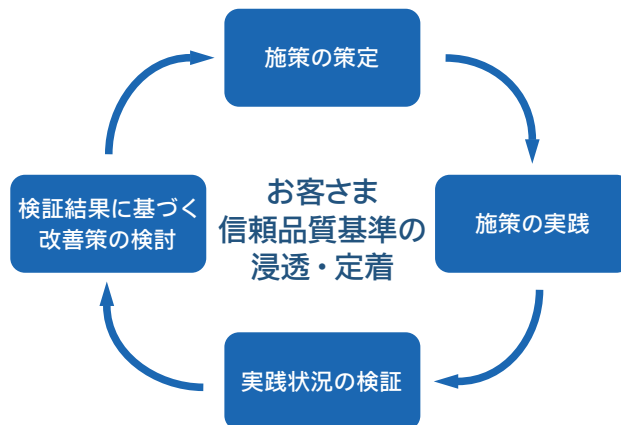 施策の策定
施策の実践
実践状況の検証
検証結果に基づく
改善策の検討
お客さま
信頼品質基準の
浸透・定着